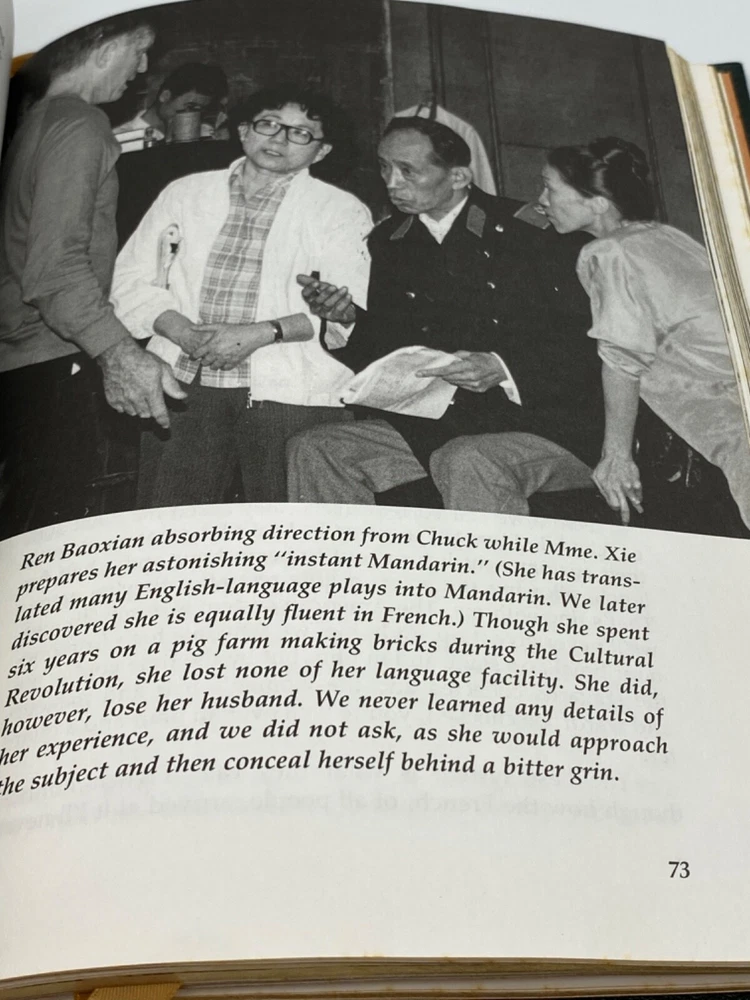 Ren Baoxian absorbing direction from Chuck while Mme. Xie
prepares her astonishing “instant Mandarin.” (She has trans-
lated many English-language plays into Mandarin. We later
discovered she is equally fluent in French.) Though she spent
six years on a pig farm making bricks during the Cultural
Revolution, she lost none of her language facility. She did,
however, lose her husband. We never learned any details of
her experience, and we did not ask, as she would approach
the subject and then conceal herself behind a bitter grin.
73